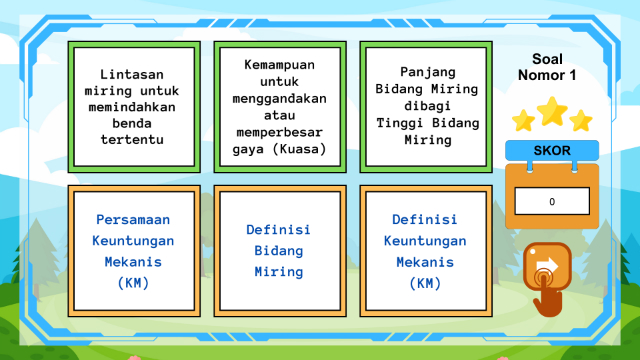 Lintasan
miring untuk
memindahkan
benda
tertentu
Kemampuan
untuk
menggandakan
atau
memperbesar
gaya (Kuasa)
Panjang
Bidang Miring
dibagi
Tinggi Bidang
Miring
Soal
Nomor 1
SKOR
0
Persamaan
Keuntungan
Mekanis
(KM)
Definisi
Bidang
Miring
Definisi
Keuntungan
Mekanis
(KM)